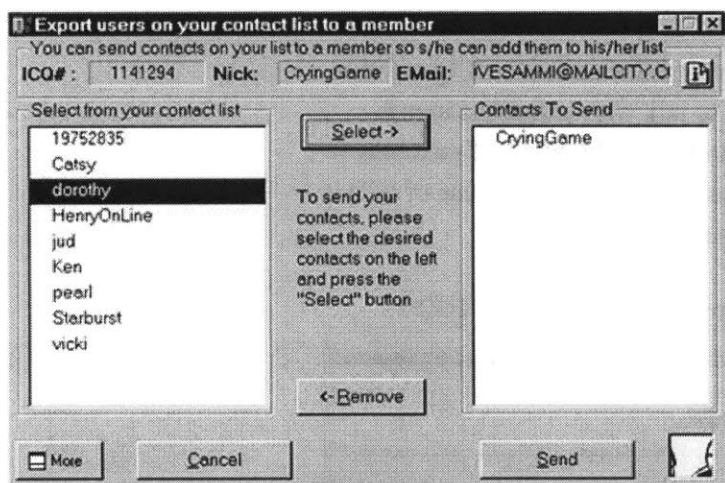 Export users on your contact list to a member
You can send contacts on your list to a member so s/he can add them to his/her list
ICQ# : 1141294 Nick: CryingGame EMail: IVESAMMI@MAILCITY.C
Select from your contact list
19752835
Catsy
dorothy
HenryOnLine
jud
Ken
pearl
Starburst
vicki
Select->
To send your
contacts, please
select the desired
contacts on the left
and press the
"Select" button
<-Remove
Contacts To Send
CryingGame
More
Cancel
Send